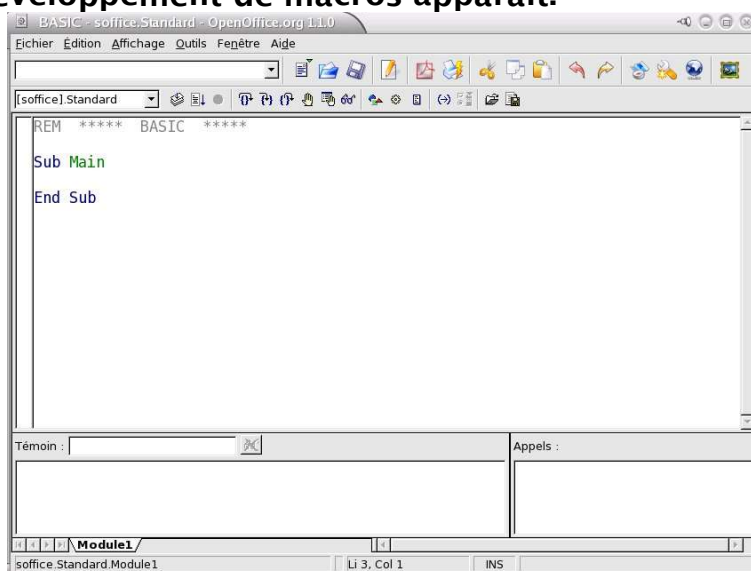 éveloppement de macros apparaît.
BASIC - soffice.Standard - OpenOffice.org 1.1.0
Fichier Édition Affichage Outils Fenêtre Aide
[soffice].Standard
REM ***** BASIC *****
Sub Main
End Sub
Témoin :
Appels :
Module1
soffice.Standard.Module1
Li 3, Col 1
INS